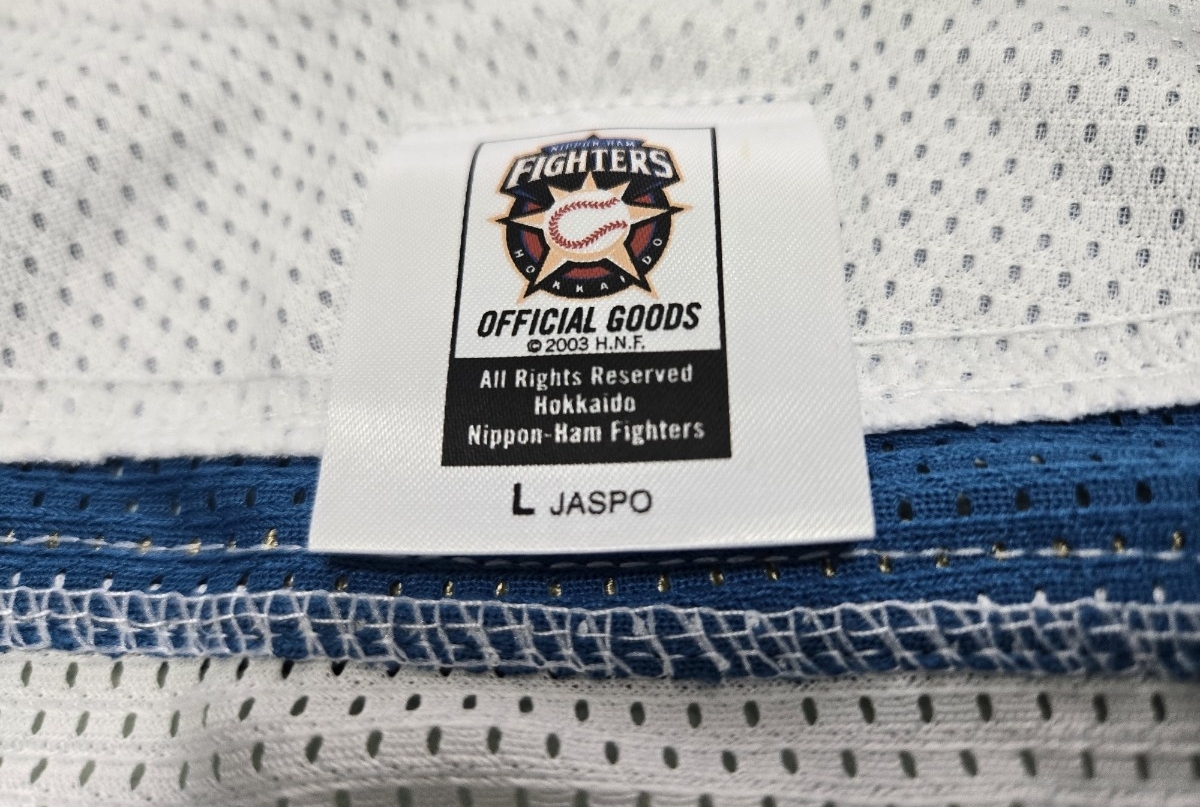 NIPPON-HAM
FIGHTERS
HOKKAIDO
OFFICIAL GOODS
© 2003 H.N.F.
All Rights Reserved
Hokkaido
Nippon-Ham Fighters
L JASPO